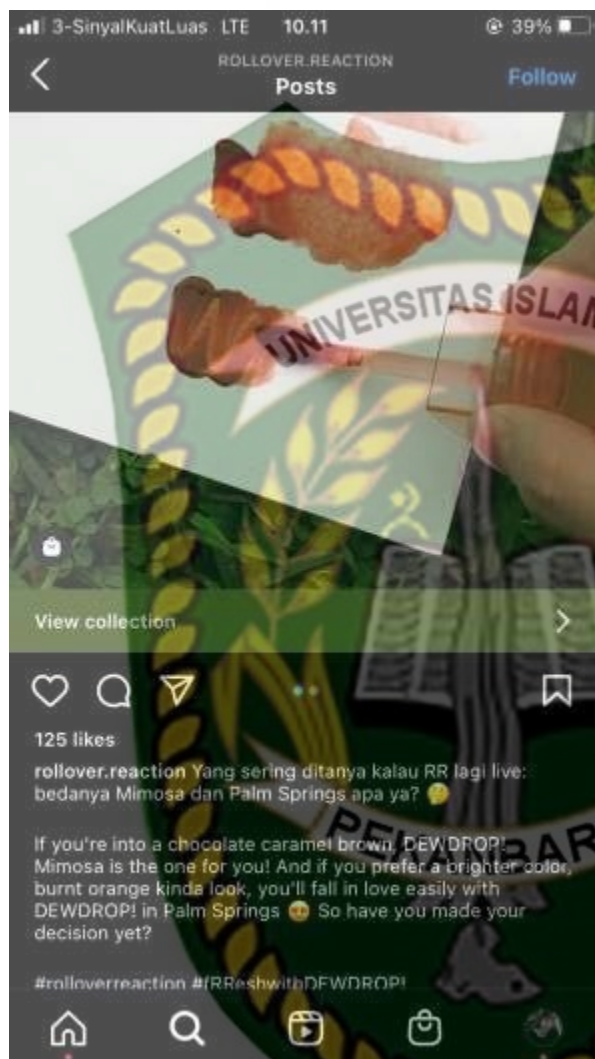 3-SinyalKuatLuas LTE 10.11 39%
ROLLOVER.REACTION
Posts
Follow
UNIVERSITAS ISLA
View collection
125 likes
rollover.reaction Yang sering ditanya kalau RR lagi live:
bedanya Mimosa dan Palm Springs apa ya? 🤔
If you're into a chocolate caramel brown, DEWDROP!
Mimosa is the one for you! And if you prefer a brighter color,
burnt orange kinda look, you'll fall in love easily with
DEWDROP! in Palm Springs 😍 So have you made your
decision yet?
PEKANBAR
#rolloverreaction #fRReshwithDEWDROP!